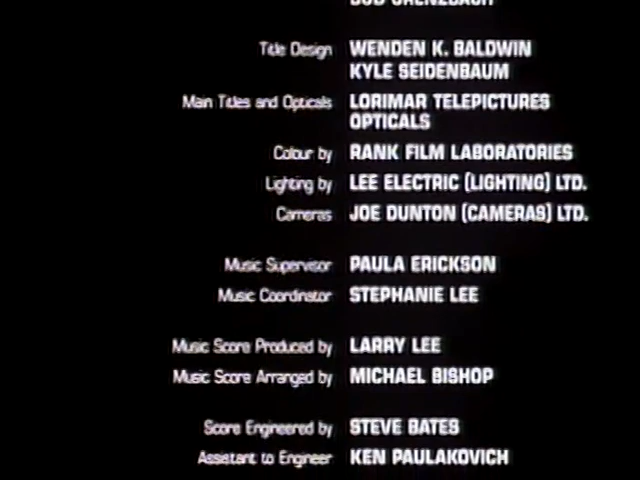 Title Design WENDEN K. BALDWIN
KYLE SEIDENBAUM
Main Titles and Opticals LORIMAR TELEPICTURES
OPTICALS
Colour by RANK FILM LABORATORIES
Lighting by LEE ELECTRIC (LIGHTING) LTD.
Cameras JOE DUNTON (CAMERAS) LTD.
Music Supervisor PAULA ERICKSON
Music Coordinator STEPHANIE LEE
Music Score Produced by LARRY LEE
Music Score Arranged by MICHAEL BISHOP
Score Engineered by STEVE BATES
Assistant to Engineer KEN PAULAKOVICH